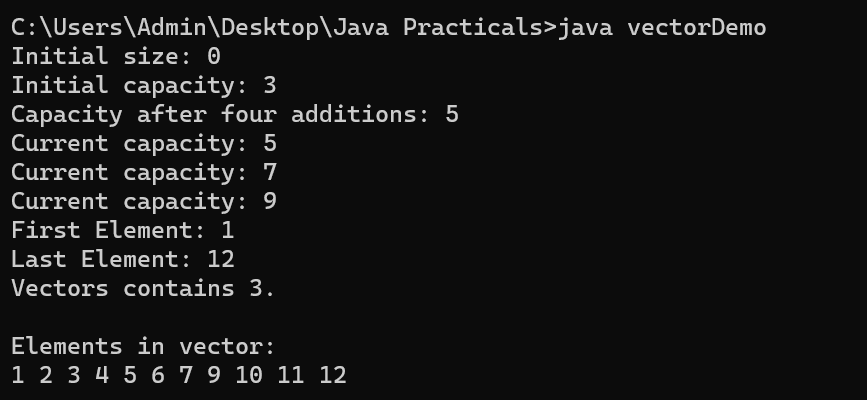 C:\Users\Admin\Desktop\Java Practicals>java vectorDemo
Initial size: 0
Initial capacity: 3
Capacity after four additions: 5
Current capacity: 5
Current capacity: 7
Current capacity: 9
First Element: 1
Last Element: 12
Vectors contains 3.
Elements in vector:
1 2 3 4 5 6 7 9 10 11 12